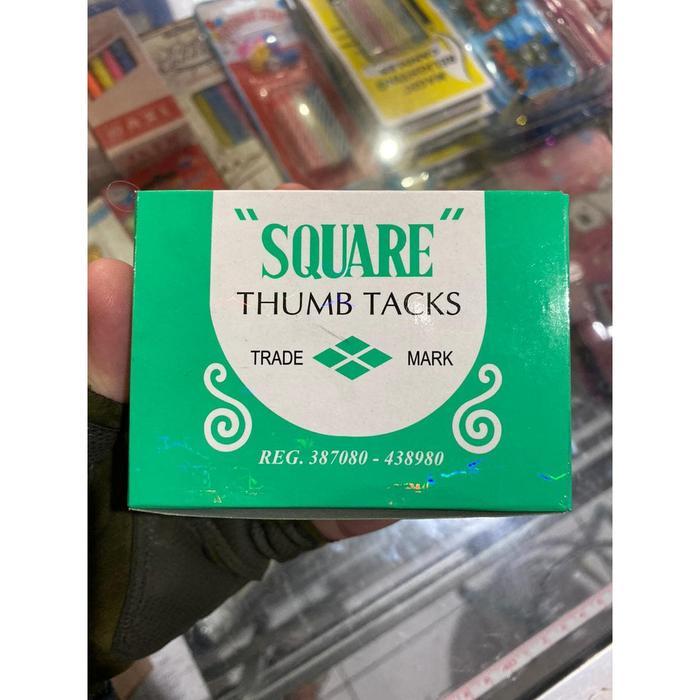 "SQUARE"
THUMB TACKS
TRADE MARK
REG. 387080 - 438980